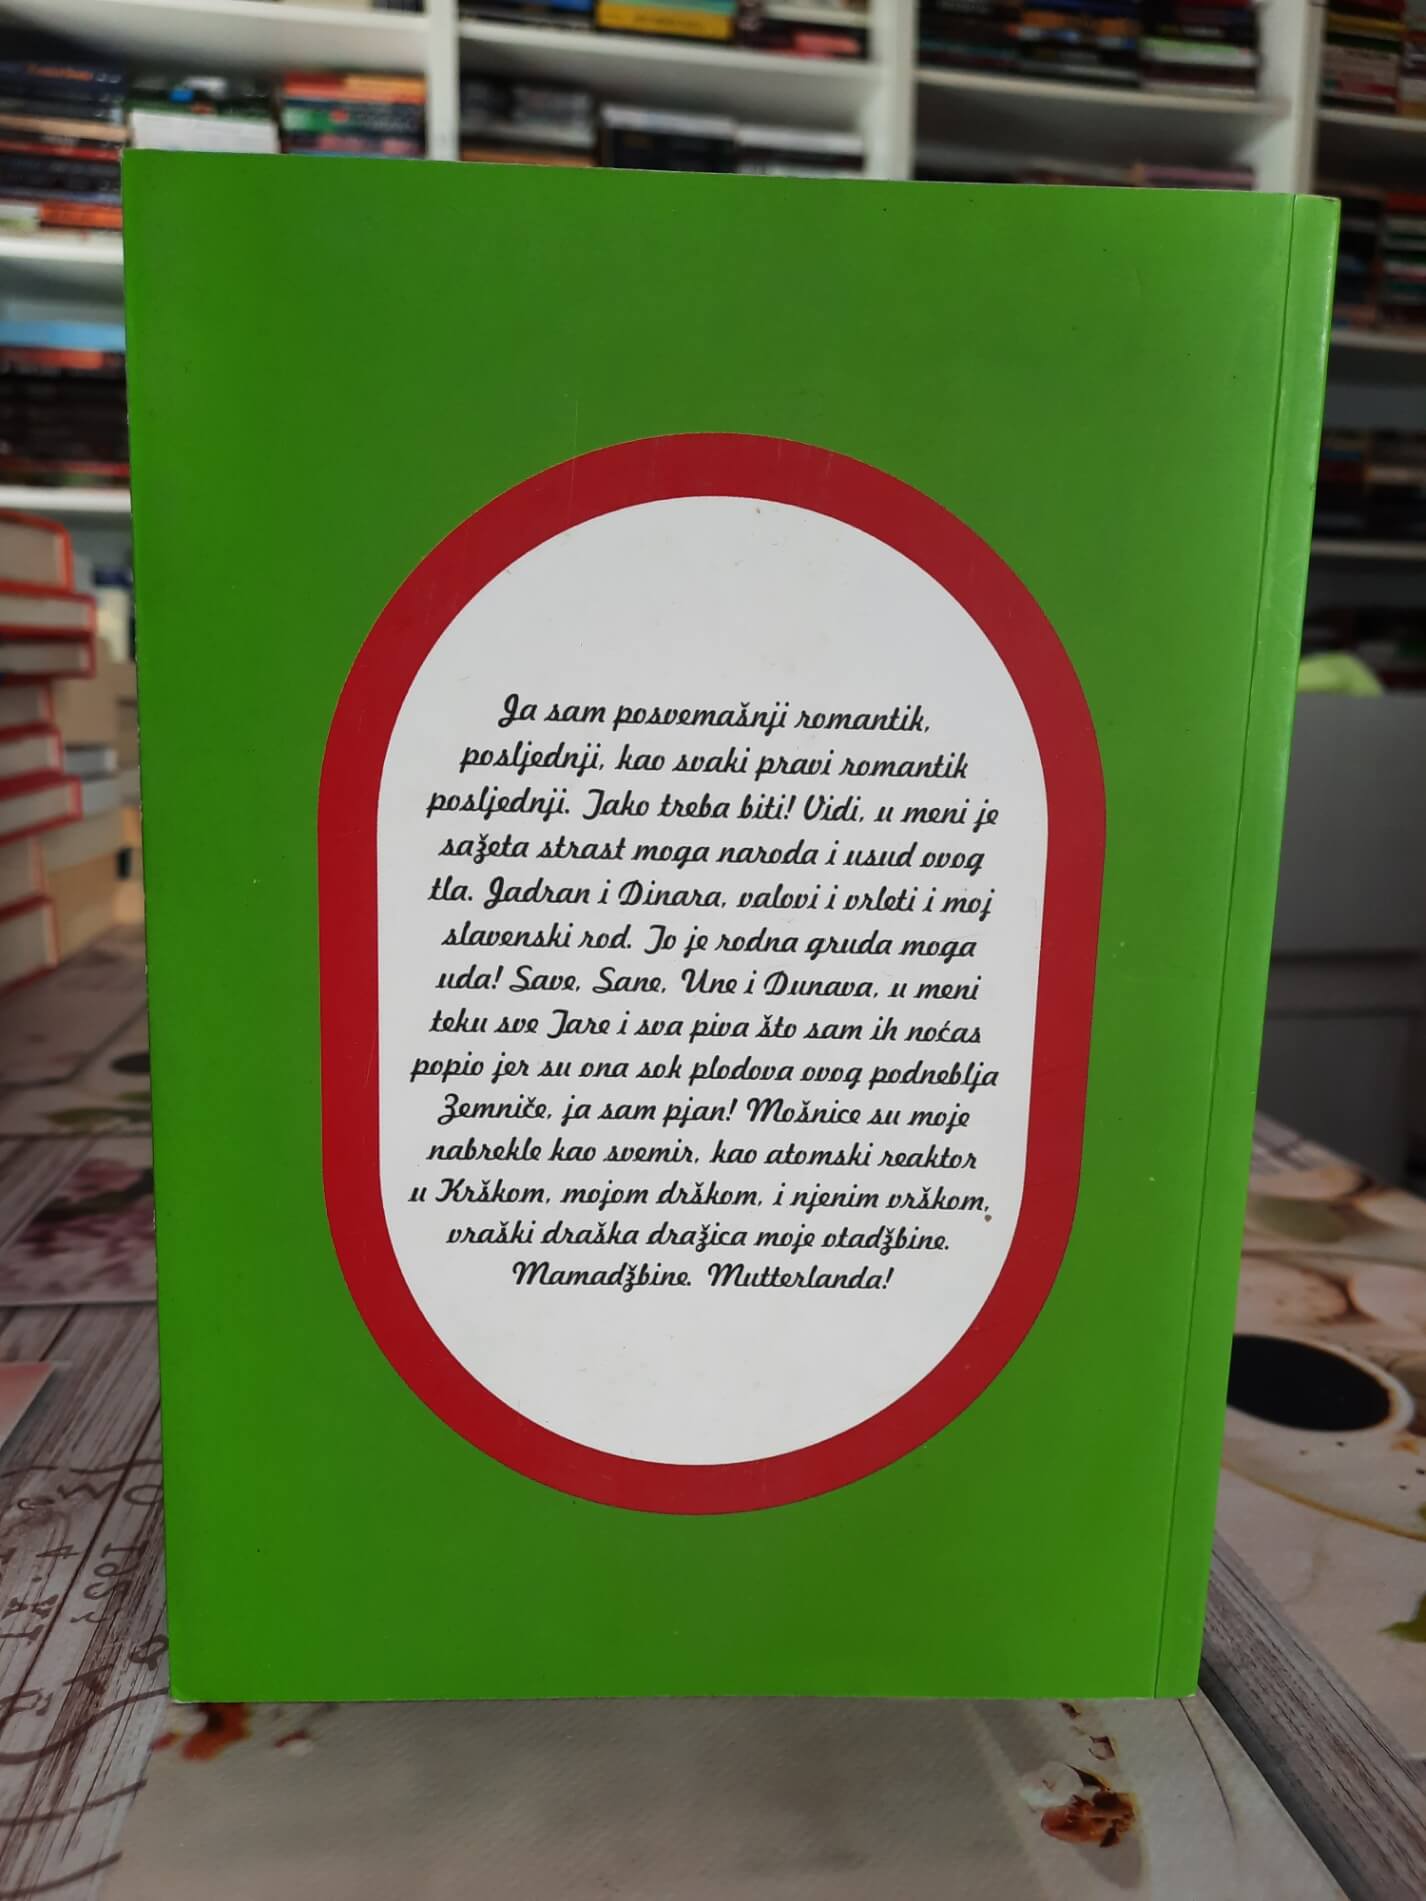 Ja sam posvemašnji romantik,
posljednji, kao svaki pravi romantik
posljednji. Tako treba biti! Vidi, u meni je
sažeta strast moga naroda i usud ovog
tla. Jadran i Dinara, valovi i vrleti i moj
slavenski rod. To je rodna gruda moga
uda! Save, Sane, Une i Dunava, u meni
teku sve Tare i sva piva što sam ih noćas
popio jer su ona sok plodova ovog podneblja
Zemniče, ja sam pjan! Mošnice su moje
nabrekle kao svemir, kao atomski reaktor
u Krškom, mojom drškom, i njenim vrškom,
vraški draška dražica moje otadžbine.
Mamadžbine. Mutterlanda!